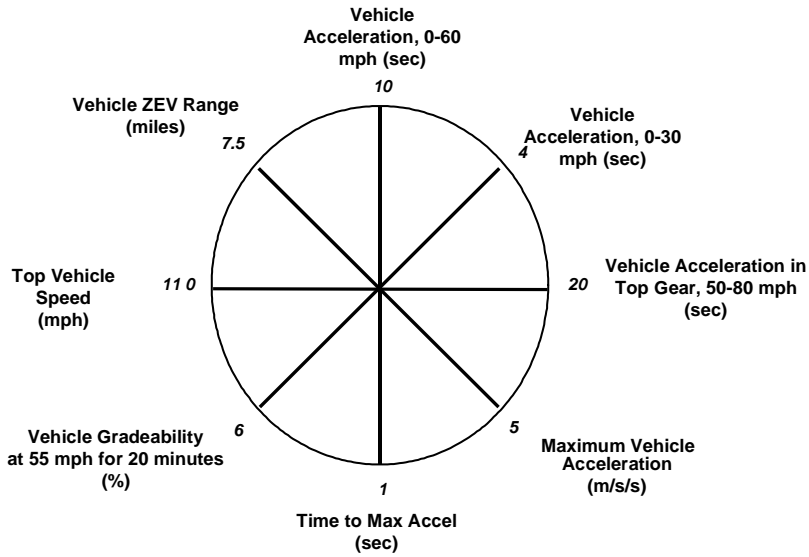 Vehicle
Acceleration, 0-60
mph (sec)
10
Vehicle ZEV Range
(miles)
7.5
Vehicle
Acceleration, 0-30
mph (sec)
4
Top Vehicle
Speed
(mph)
11 0
20
Vehicle Acceleration in
Top Gear, 50-80 mph
(sec)
Vehicle Gradeability
at 55 mph for 20 minutes
(%)
6
5
Maximum Vehicle
Acceleration
(m/s/s)
1
Time to Max Accel
(sec)